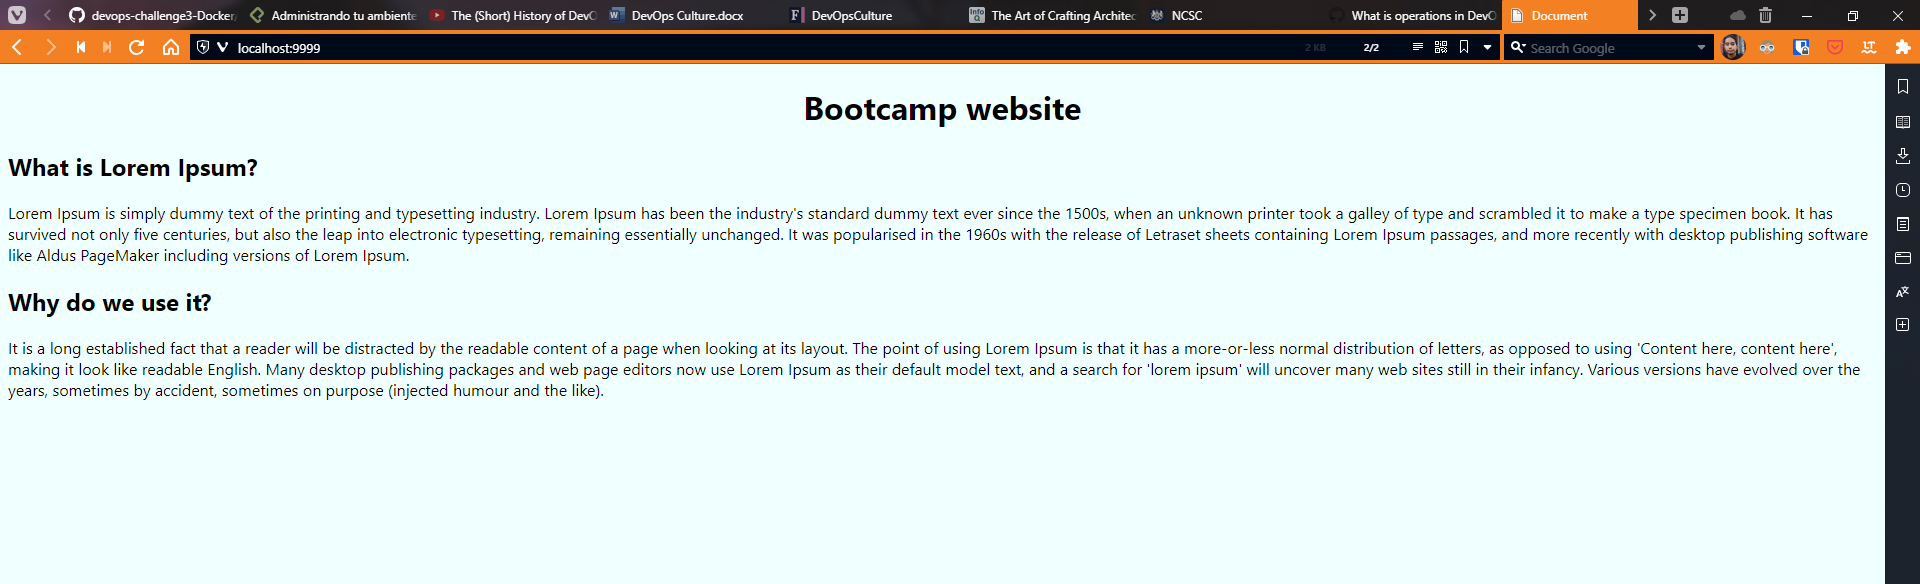 devops-challenge3-Docker
Administrando tu ambiente
The (Short) History of DevO
DevOps Culture.docx
DevOpsCulture
The Art of Crafting Architec
NCSC
What is operations in DevO
Document
localhost:9999
2 KB
2/2
Search Google
Bootcamp website
What is Lorem Ipsum?
Lorem Ipsum is simply dummy text of the printing and typesetting industry. Lorem Ipsum has been the industry's standard dummy text ever since the 1500s, when an unknown printer took a galley of type and scrambled it to make a type specimen book. It has
survived not only five centuries, but also the leap into electronic typesetting, remaining essentially unchanged. It was popularised in the 1960s with the release of Letraset sheets containing Lorem Ipsum passages, and more recently with desktop publishing software
like Aldus PageMaker including versions of Lorem Ipsum.
Why do we use it?
It is a long established fact that a reader will be distracted by the readable content of a page when looking at its layout. The point of using Lorem Ipsum is that it has a more-or-less normal distribution of letters, as opposed to using 'Content here, content here',
making it look like readable English. Many desktop publishing packages and web page editors now use Lorem Ipsum as their default model text, and a search for 'lorem ipsum' will uncover many web sites still in their infancy. Various versions have evolved over the
years, sometimes by accident, sometimes on purpose (injected humour and the like).